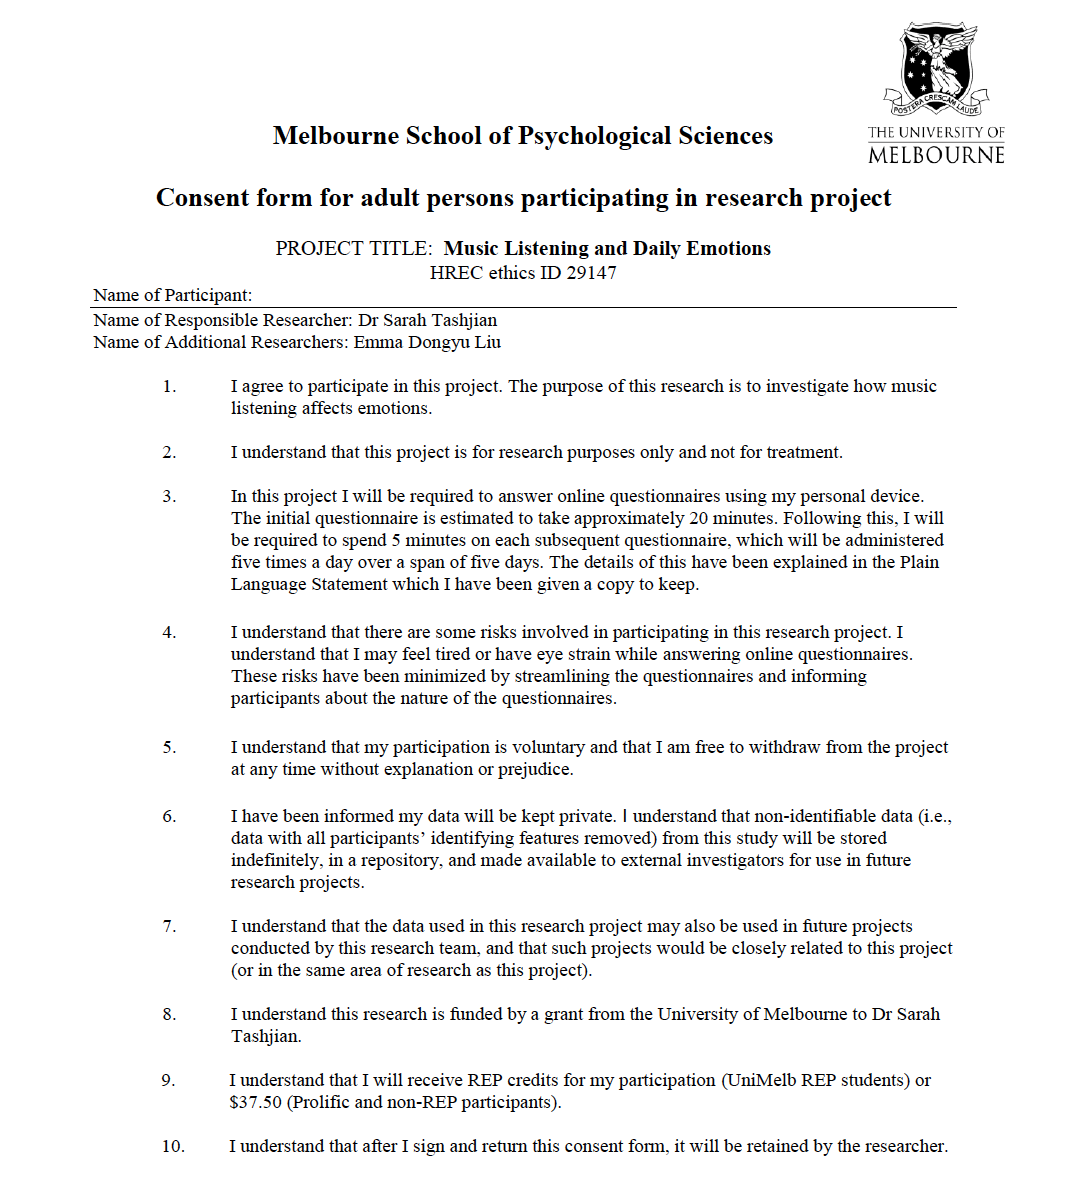 POSTERA CRESCAM LAUDE
THE UNIVERSITY OF
MELBOURNE
Melbourne School of Psychological Sciences
Consent form for adult persons participating in research project
PROJECT TITLE: Music Listening and Daily Emotions
HREC ethics ID 29147
Name of Participant:
Name of Responsible Researcher: Dr Sarah Tashjian
Name of Additional Researchers: Emma Dongyu Liu
1. I agree to participate in this project. The purpose of this research is to investigate how music
listening affects emotions.
2. I understand that this project is for research purposes only and not for treatment.
3. In this project I will be required to answer online questionnaires using my personal device.
The initial questionnaire is estimated to take approximately 20 minutes. Following this, I will
be required to spend 5 minutes on each subsequent questionnaire, which will be administered
five times a day over a span of five days. The details of this have been explained in the Plain
Language Statement which I have been given a copy to keep.
4. I understand that there are some risks involved in participating in this research project. I
understand that I may feel tired or have eye strain while answering online questionnaires.
These risks have been minimized by streamlining the questionnaires and informing
participants about the nature of the questionnaires.
5. I understand that my participation is voluntary and that I am free to withdraw from the project
at any time without explanation or prejudice.
6. I have been informed my data will be kept private. I understand that non-identifiable data (i.e.,
data with all participants’ identifying features removed) from this study will be stored
indefinitely, in a repository, and made available to external investigators for use in future
research projects.
7. I understand that the data used in this research project may also be used in future projects
conducted by this research team, and that such projects would be closely related to this project
(or in the same area of research as this project).
8. I understand this research is funded by a grant from the University of Melbourne to Dr Sarah
Tashjian.
9. I understand that I will receive REP credits for my participation (UniMelb REP students) or
$37.50 (Prolific and non-REP participants).
10. I understand that after I sign and return this consent form, it will be retained by the researcher.